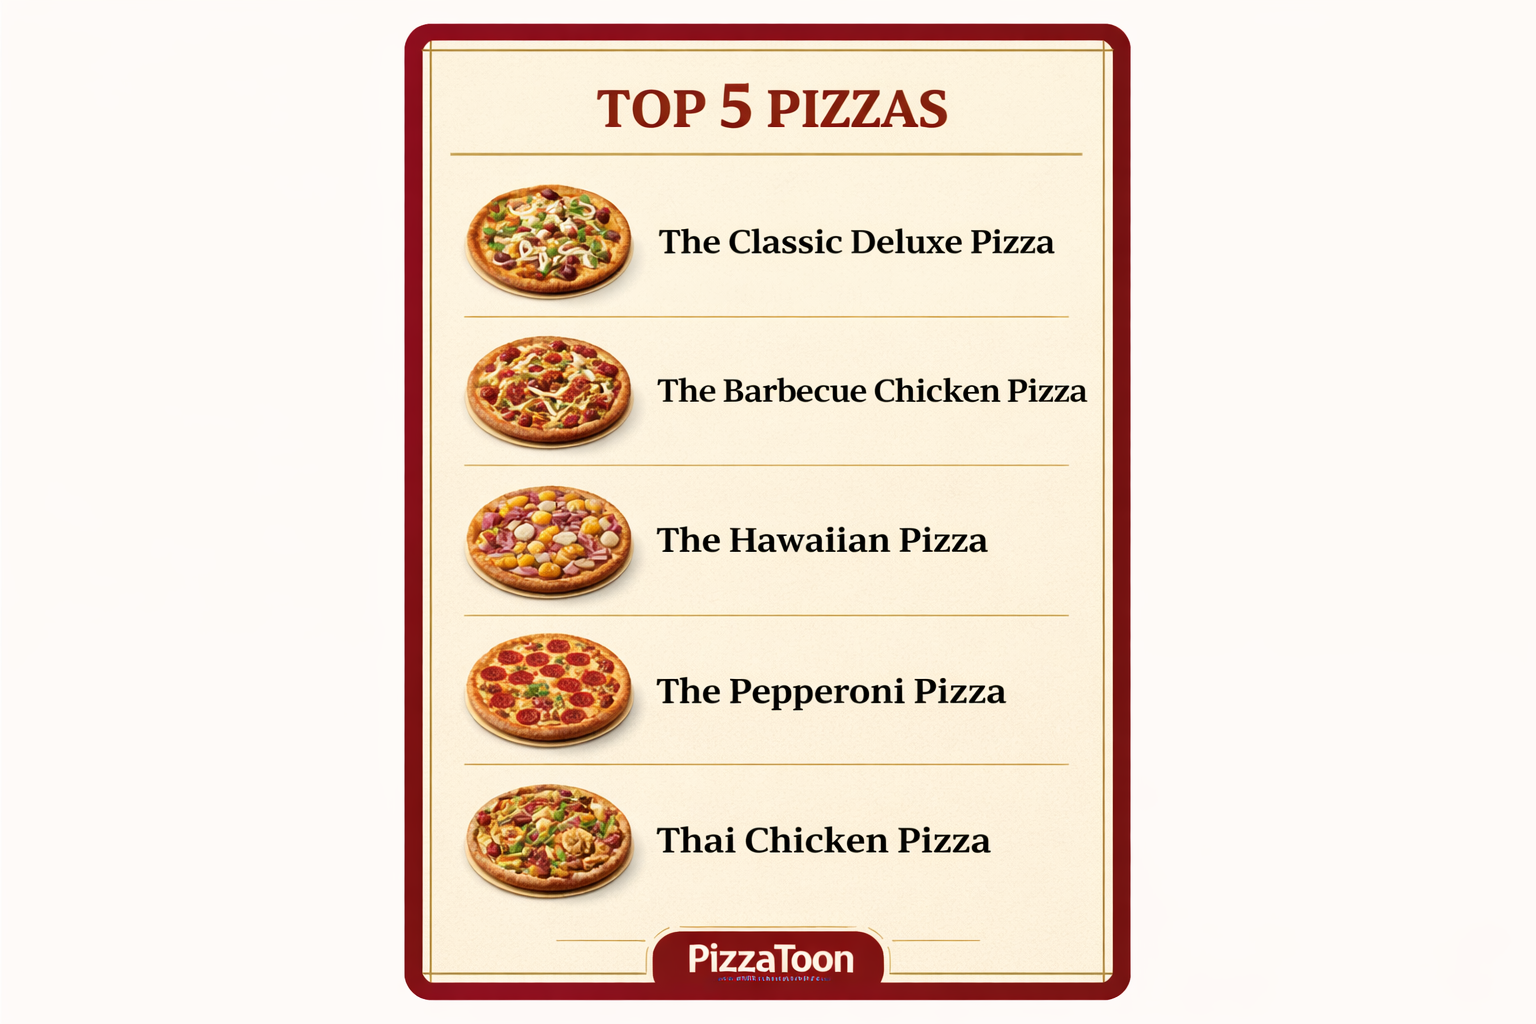 TOP 5 PIZZAS
The Classic Deluxe Pizza
The Barbecue Chicken Pizza
The Hawaiian Pizza
The Pepperoni Pizza
Thai Chicken Pizza
PizzaToon